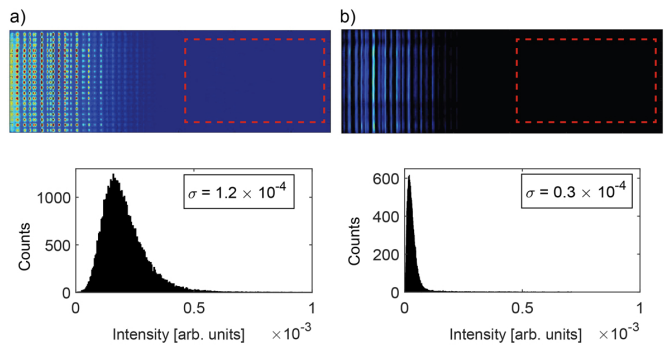 a)
b)
1000
500
0
Counts
σ = 1.2 × 10⁻⁴
0
0.5
1
Intensity [arb. units]
×10⁻³
600
400
200
0
Counts
σ = 0.3 × 10⁻⁴
0
0.5
1
Intensity [arb. units]
×10⁻³